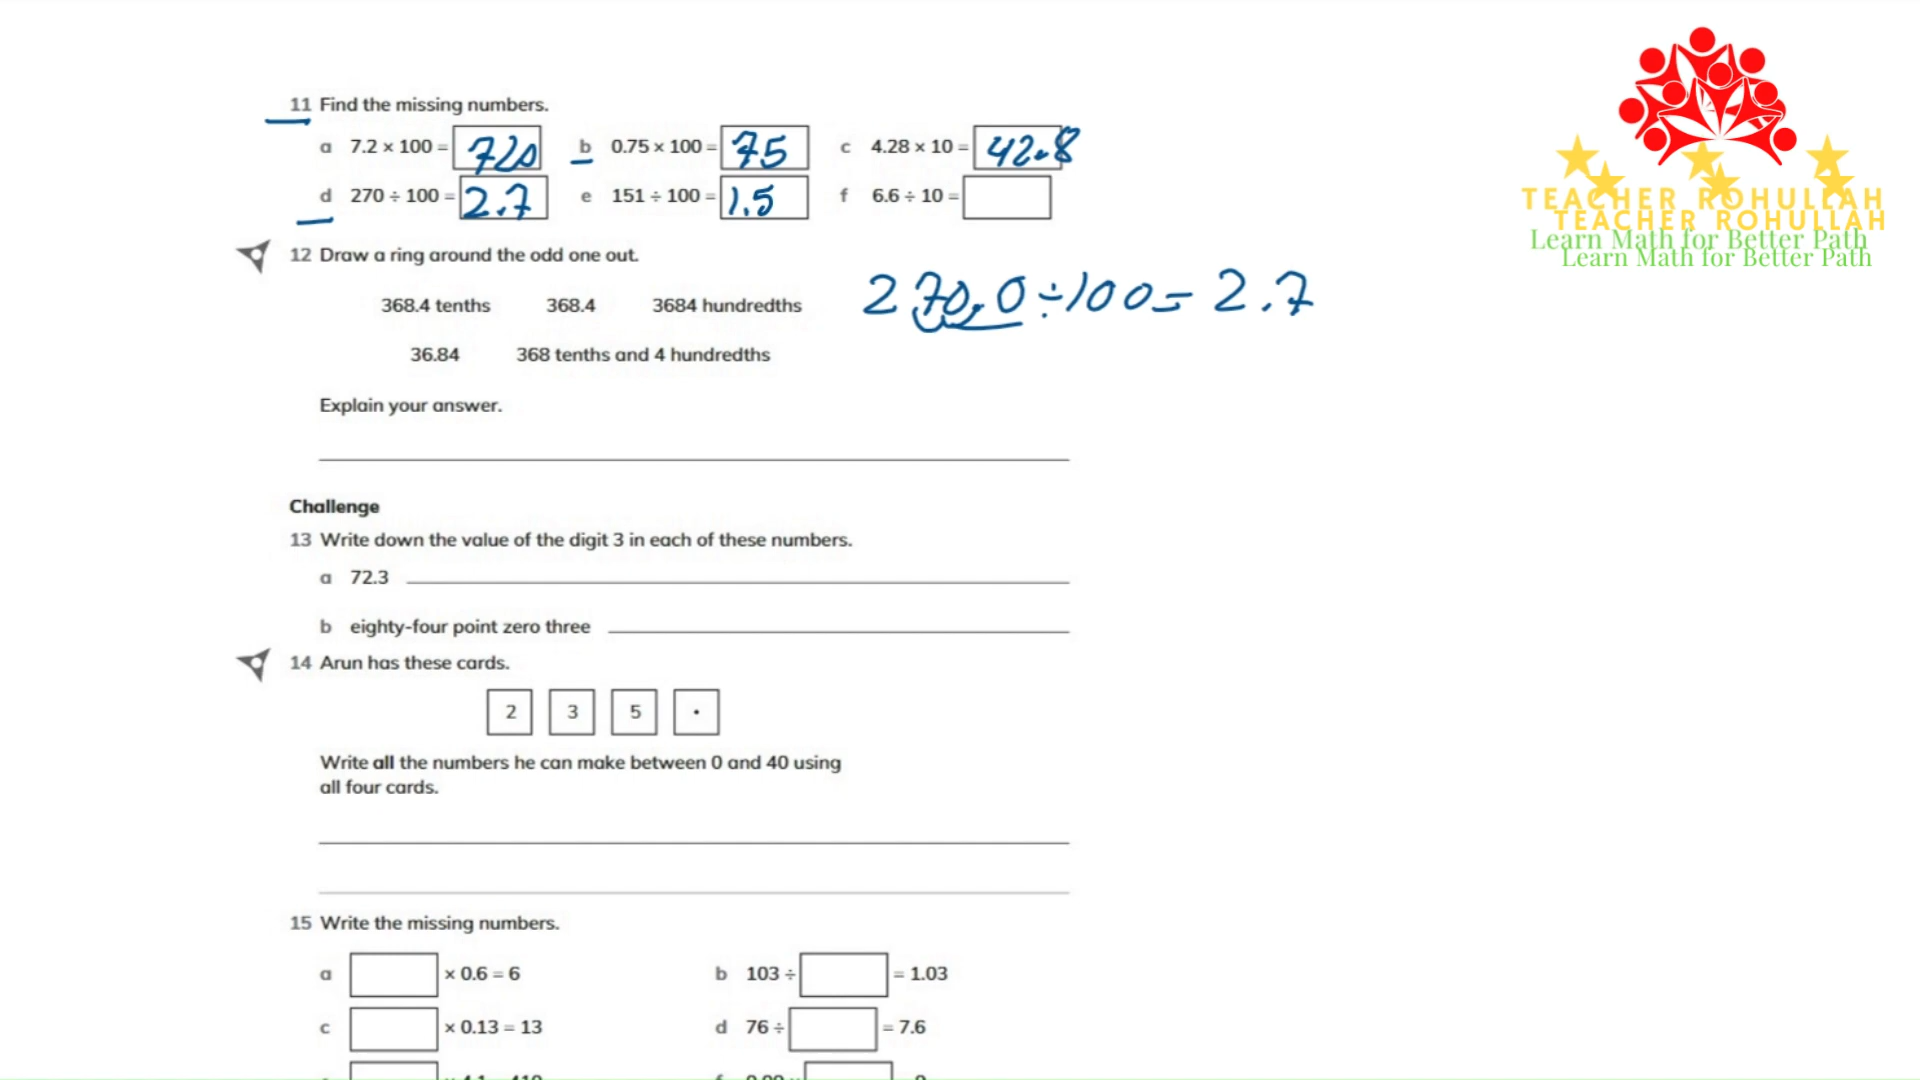 11 Find the missing numbers.
a 7.2 × 100 = 720 b 0.75 × 100 = 75 c 4.28 × 10 = 42.8
d 270 ÷ 100 = 2.7 e 151 ÷ 100 = 1.5 f 6.6 ÷ 10 =
12 Draw a ring around the odd one out.
368.4 tenths 368.4 3684 hundredths
270.0 ÷ 100 = 2.7
36.84 368 tenths and 4 hundredths
Explain your answer.
Challenge
13 Write down the value of the digit 3 in each of these numbers.
a 72.3
b eighty-four point zero three
14 Arun has these cards.
2 3 5 .
Write all the numbers he can make between 0 and 40 using
all four cards.
15 Write the missing numbers.
a × 0.6 = 6 b 103 ÷ = 1.03
c × 0.13 = 13 d 76 ÷ = 7.6
TEACHER ROHULLAH
TEACHER ROHULLAH
Learn Math for Better Path
Learn Math for Better Path